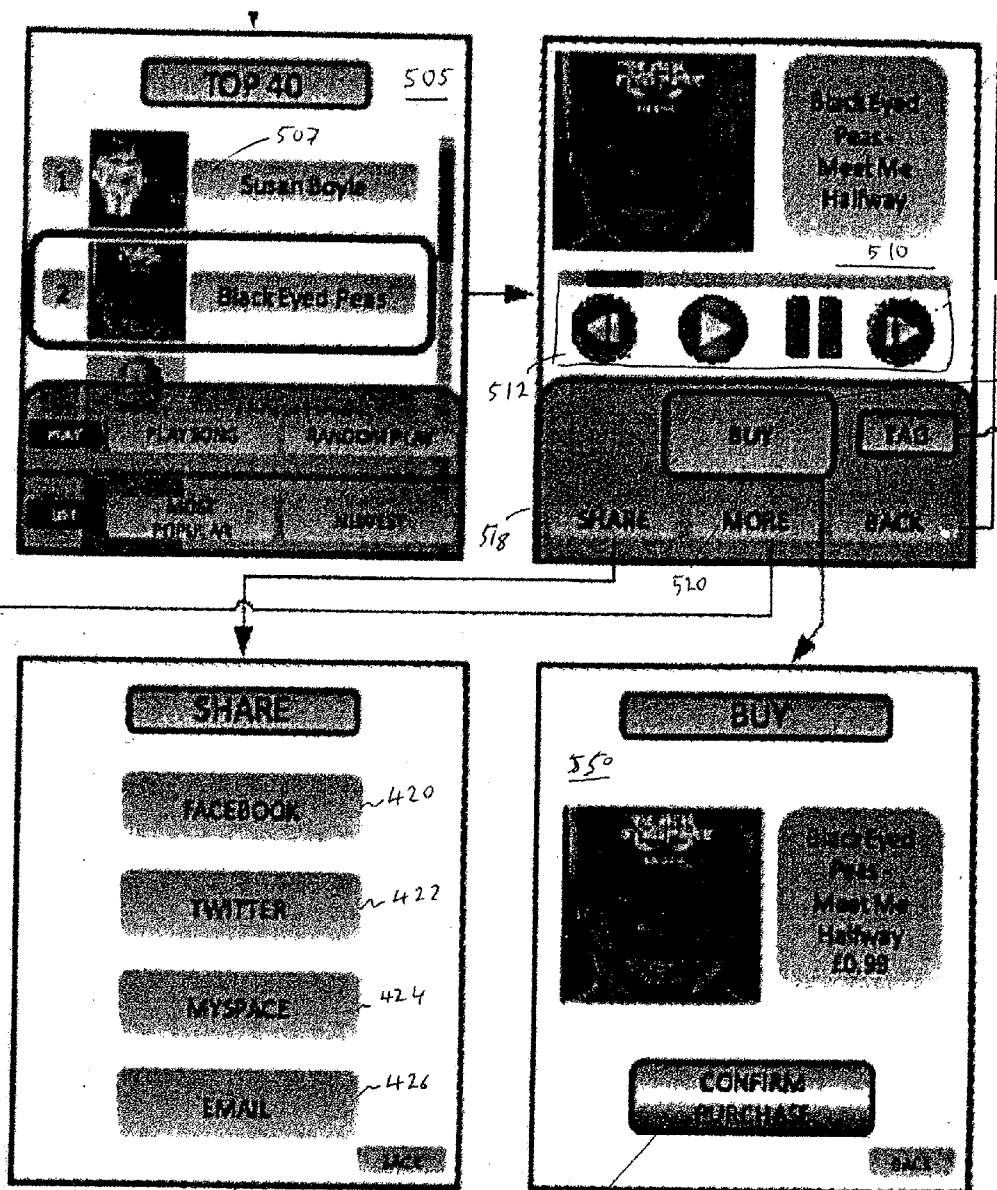 TOP 40
505
507
1
Susan Boyle
2
Black Eyed Peas
PLAY
PLAY SONG
RANDOM PLAY
LIST
MOST
POPULAR
NEWEST
Black Eyed
Peas -
Meet Me
Halfway
510
512
BUY
TAG
518
SHARE
MORE
BACK
520
SHARE
FACEBOOK
420
TWITTER
422
MYSPACE
424
EMAIL
426
BACK
BUY
550
Black Eyed
Peas -
Meet Me
Halfway
£0.99
CONFIRM
PURCHASE
BACK